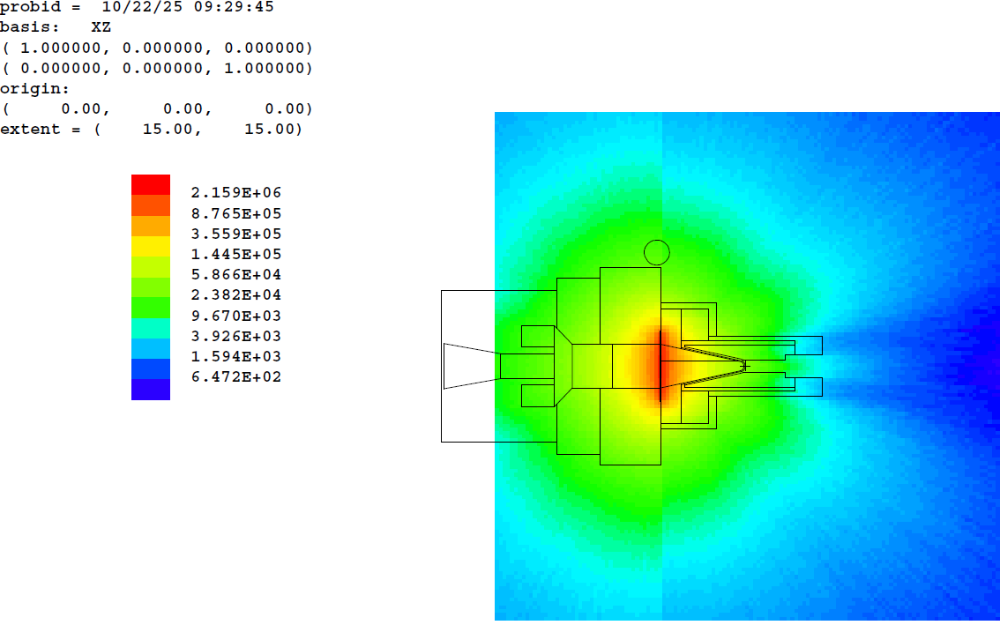 probid =  10/22/25 09:29:45
basis:   XZ
( 1.000000, 0.000000, 0.000000)
( 0.000000, 0.000000, 1.000000)
origin:
(     0.00,     0.00,     0.00)
extent = (    15.00,    15.00)
2.159E+06
8.765E+05
3.559E+05
1.445E+05
5.866E+04
2.382E+04
9.670E+03
3.926E+03
1.594E+03
6.472E+02